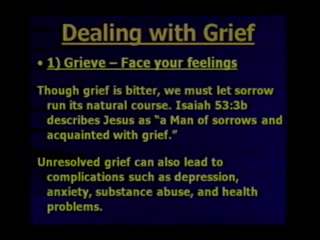 Dealing with Grief
• 1) Grieve – Face your feelings
Though grief is bitter, we must let sorrow
run its natural course. Isaiah 53:3b
describes Jesus as “a Man of sorrows and
acquainted with grief.”
Unresolved grief can also lead to
complications such as depression,
anxiety, substance abuse, and health
problems.